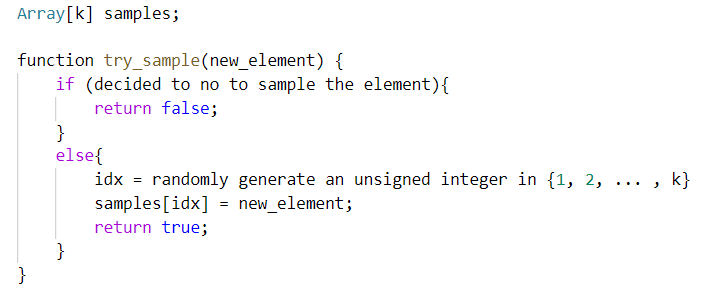 Array[k] samples;
function try_sample(new_element) {
if (decided to no to sample the element){
return false;
}
else{
idx = randomly generate an unsigned integer in {1, 2, ... , k}
samples[idx] = new_element;
return true;
}
}